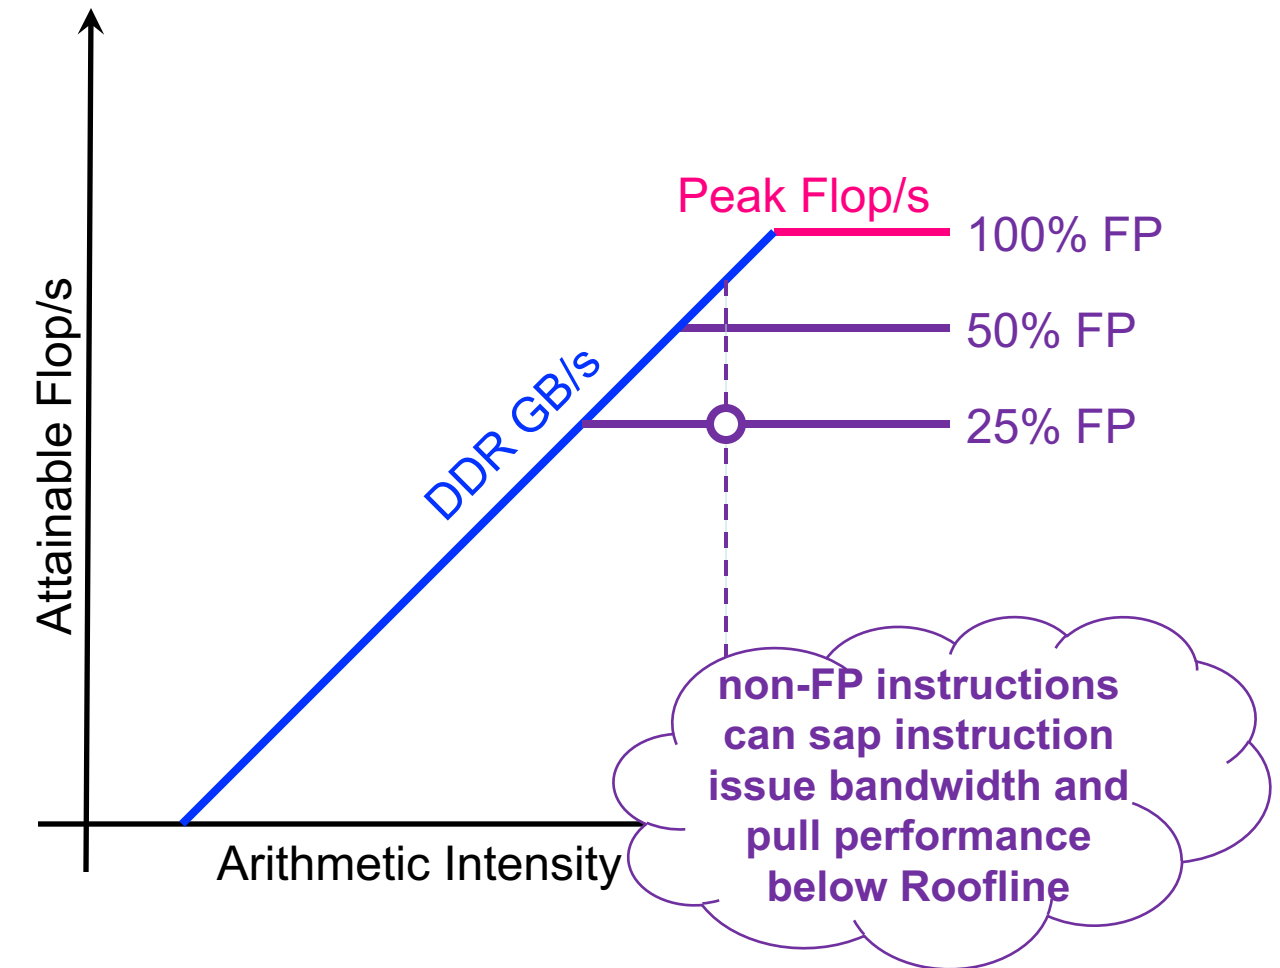 Peak Flop/s
100% FP
50% FP
25% FP
DDR GB/s
Attainable Flop/s
Arithmetic Intensity
non-FP instructions
can sap instruction
issue bandwidth and
pull performance
below Roofline